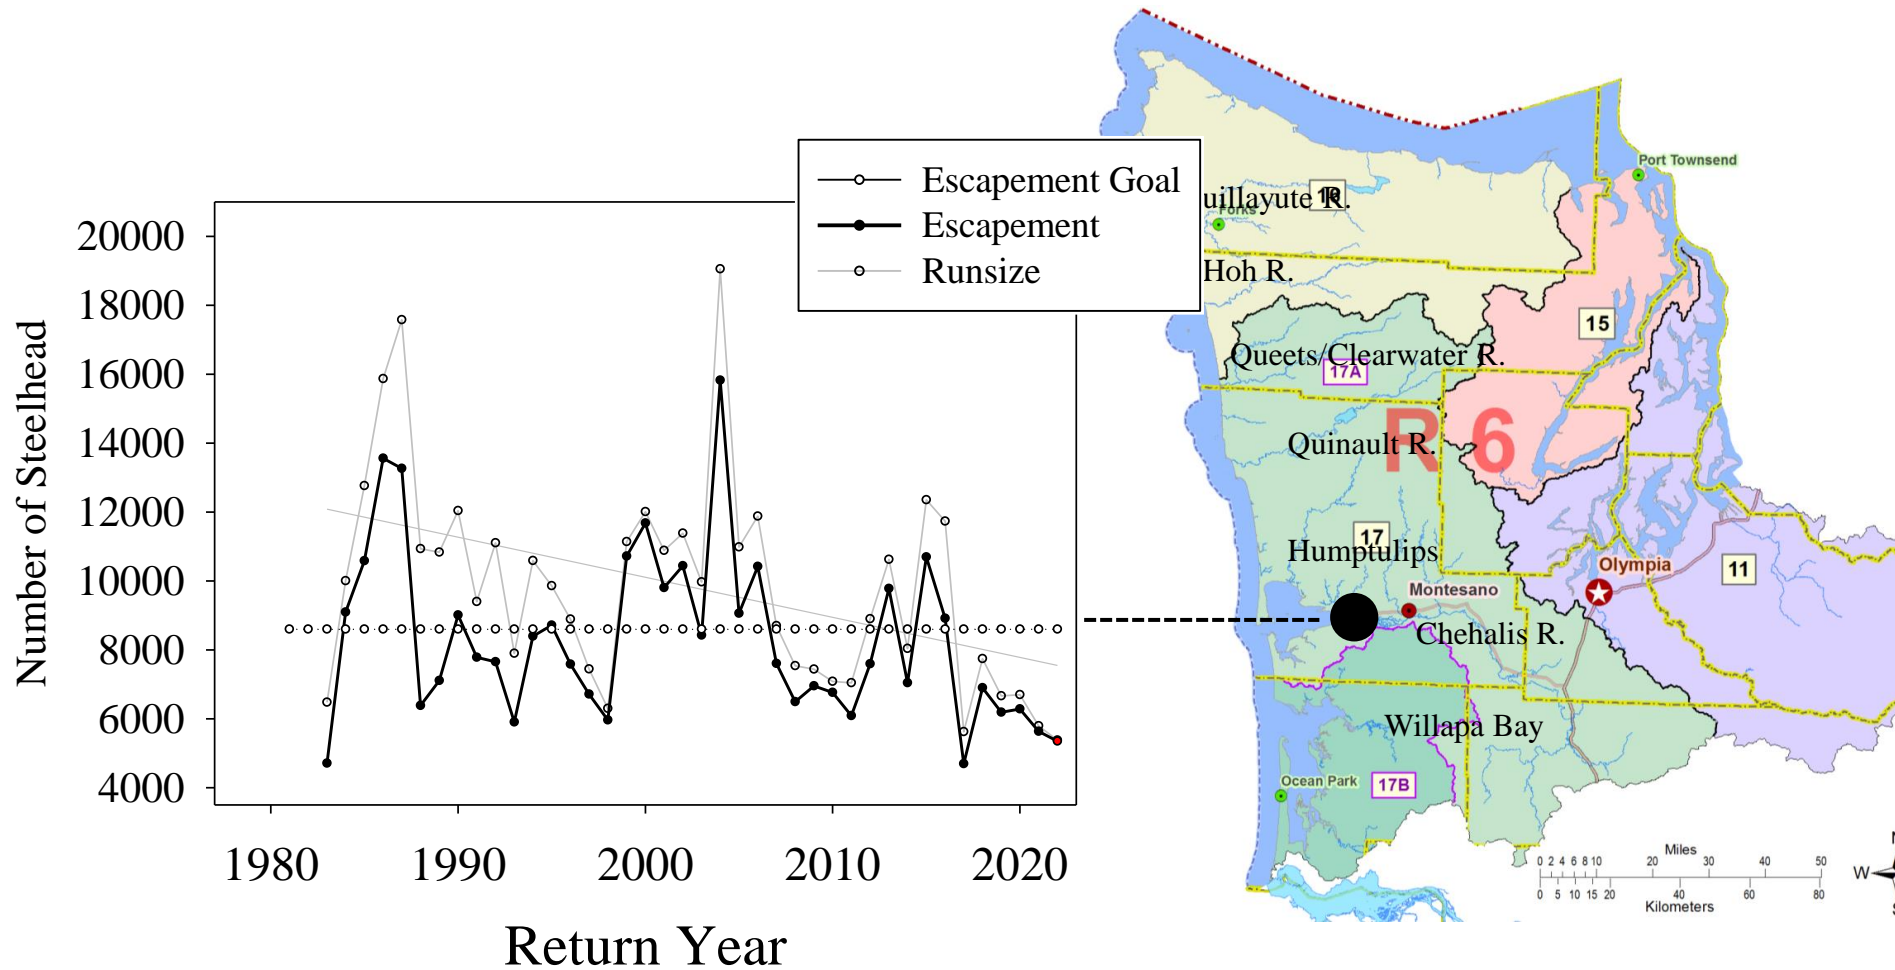 Escapement Goal
Escapement
Runsize
Number of Steelhead
20000
18000
16000
14000
12000
10000
8000
6000
4000
1980
1990
2000
2010
2020
Return Year
Port Townsend
uillayute R.
Forks
Hoh R.
15
Queets/Clearwater R.
17A
R 6
Quinault R.
17
Humptulips
Olympia
11
Montesano
Chehalis R.
Willapa Bay
Ocean Park
17B
Miles
0 2 4 6 8 10 20 30 40 50
0 5 10 15 20 40 60 80
Kilometers
W